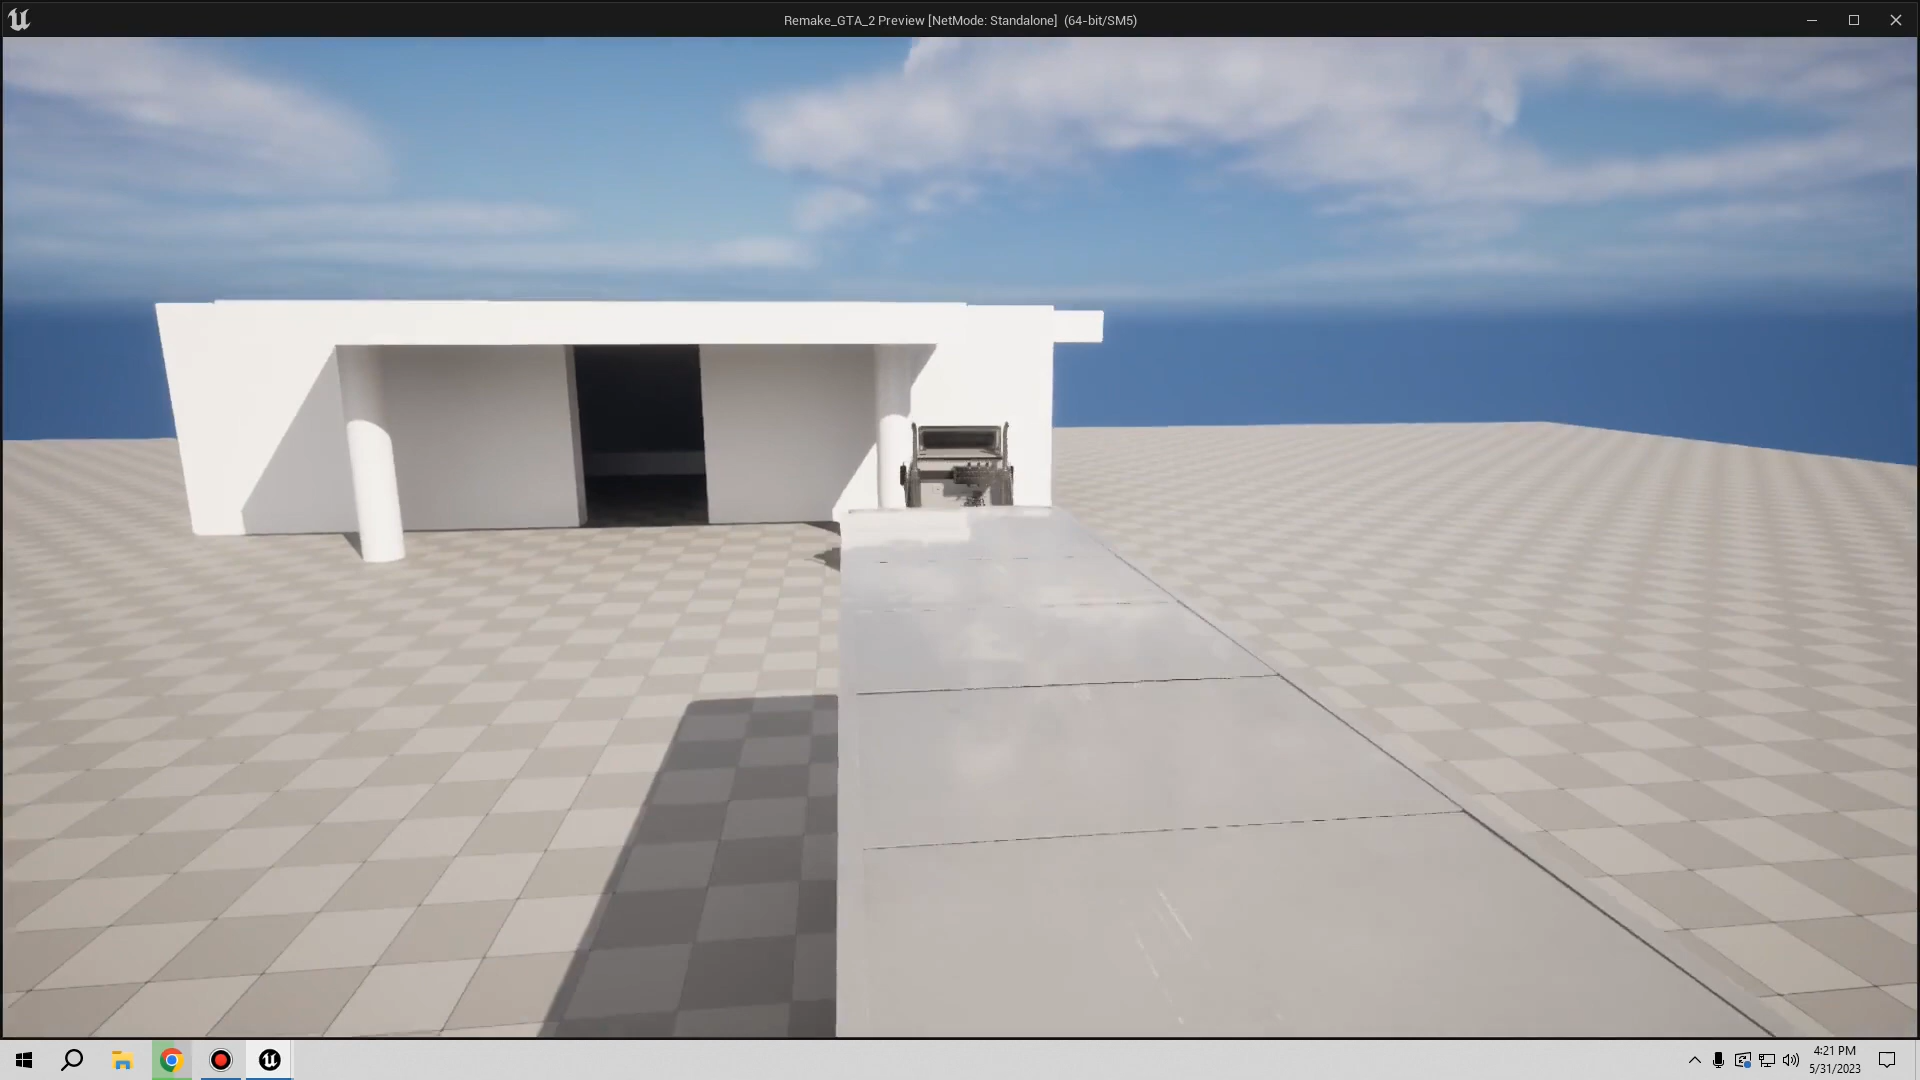 Remake_GTA_2 Preview [NetMode: Standalone] (64-bit/SM5)
4:21 PM
5/31/2023